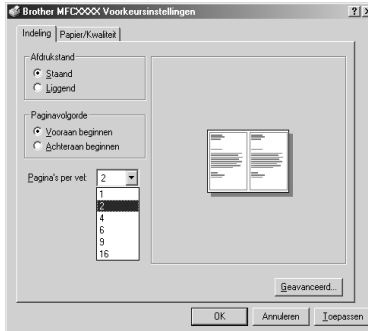 Brother MFCXXXX Voorkeursinstellingen
Indeling
Papier/Kwaliteit
Afdrukstand
Staand
Liggend
Paginavolgorde
Vooraan beginnen
Achteraan beginnen
Pagina's per vel:
2
1
2
4
6
9
16
Geavanceerd...
OK
Annuleren
Toepassen